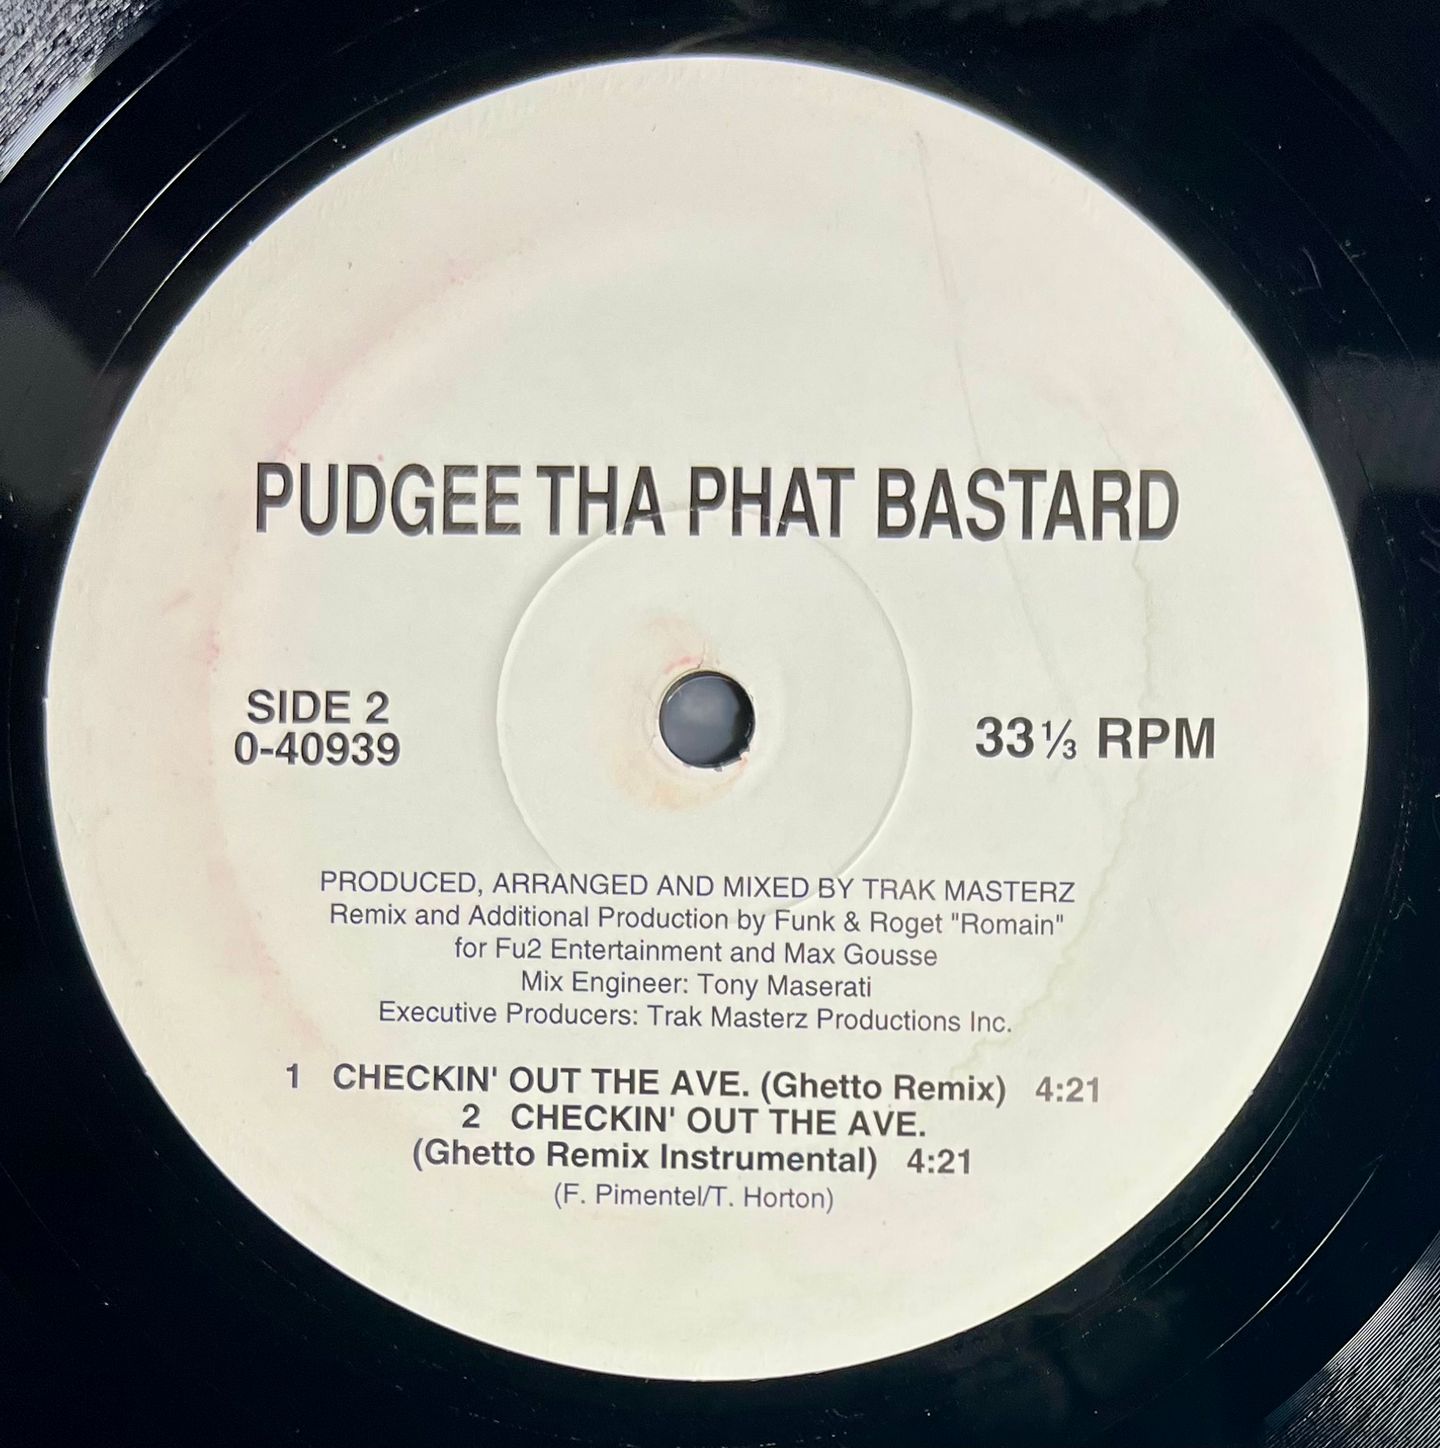 PUDGEE THA PHAT BASTARD
SIDE 2
0-40939
33⅓ RPM
PRODUCED, ARRANGED AND MIXED BY TRAK MASTERZ
Remix and Additional Production by Funk & Roget "Romain"
for Fu2 Entertainment and Max Gousse
Mix Engineer: Tony Maserati
Executive Producers: Trak Masterz Productions Inc.
1 CHECKIN' OUT THE AVE. (Ghetto Remix) 4:21
2 CHECKIN' OUT THE AVE.
(Ghetto Remix Instrumental) 4:21
(F. Pimentel/T. Horton)